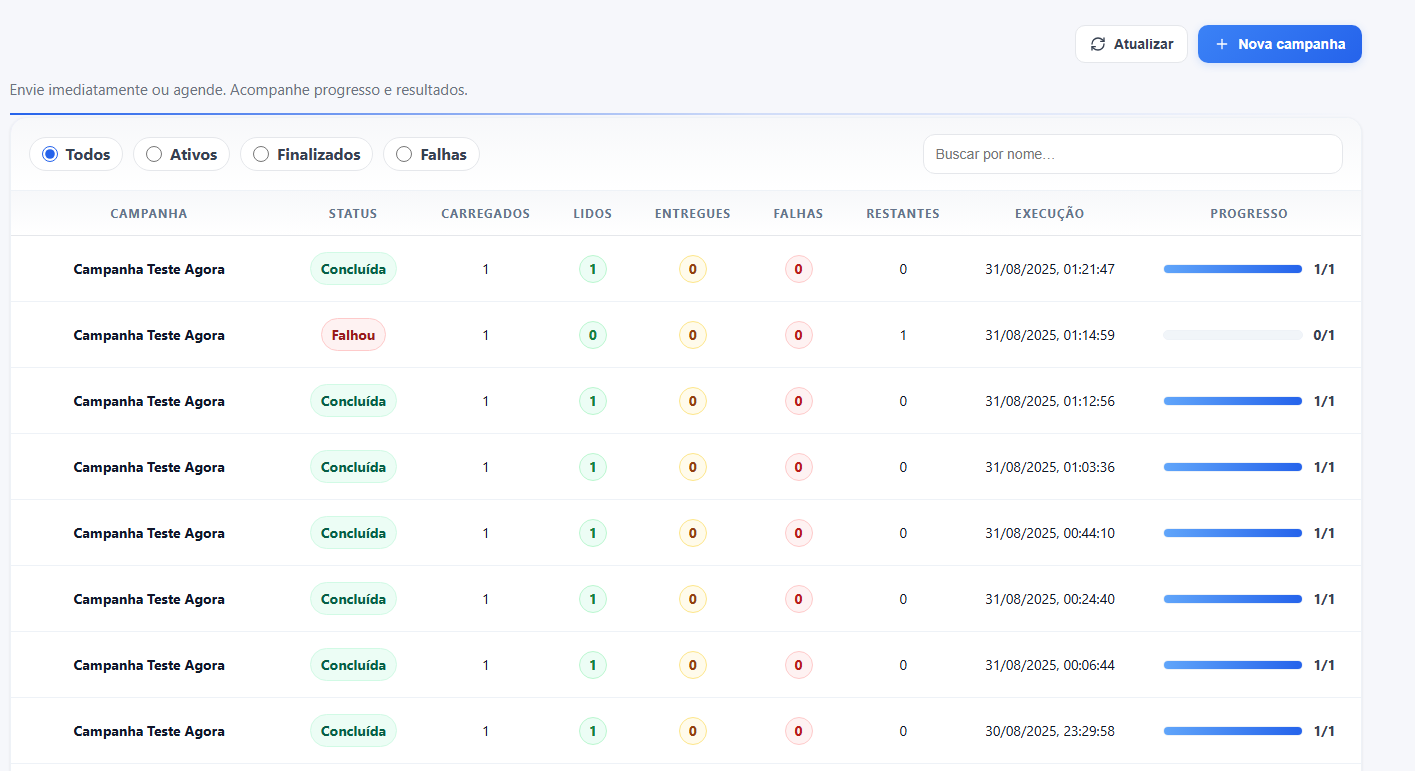 Atualizar + Nova campanha
Envie imediatamente ou agende. Acompanhe progresso e resultados.
Todos Ativos Finalizados Falhas Buscar por nome...
CAMPANHA STATUS CARREGADOS LIDOS ENTREGUES FALHAS RESTANTES EXECUÇÃO PROGRESSO
Campanha Teste Agora Concluída 1 1 0 0 0 31/08/2025, 01:21:47 1/1
Campanha Teste Agora Falhou 1 0 0 0 1 31/08/2025, 01:14:59 0/1
Campanha Teste Agora Concluída 1 1 0 0 0 31/08/2025, 01:12:56 1/1
Campanha Teste Agora Concluída 1 1 0 0 0 31/08/2025, 01:03:36 1/1
Campanha Teste Agora Concluída 1 1 0 0 0 31/08/2025, 00:44:10 1/1
Campanha Teste Agora Concluída 1 1 0 0 0 31/08/2025, 00:24:40 1/1
Campanha Teste Agora Concluída 1 1 0 0 0 31/08/2025, 00:06:44 1/1
Campanha Teste Agora Concluída 1 1 0 0 0 30/08/2025, 23:29:58 1/1